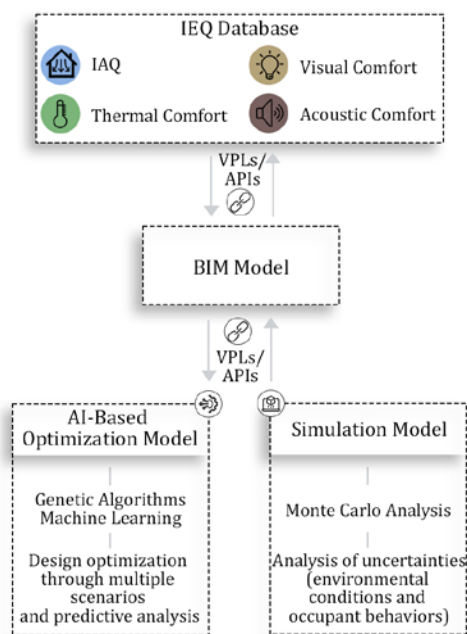 IEQ Database
IAQ
Visual Comfort
Thermal Comfort
Acoustic Comfort
VPLs/
APIs
BIM Model
VPLs/
APIs
AI-Based
Optimization Model
Genetic Algorithms
Machine Learning
Design optimization
through multiple
scenarios
and predictive analysis
Simulation Model
Monte Carlo Analysis
Analysis of uncertainties
(environmental
conditions and
occupant behaviors)